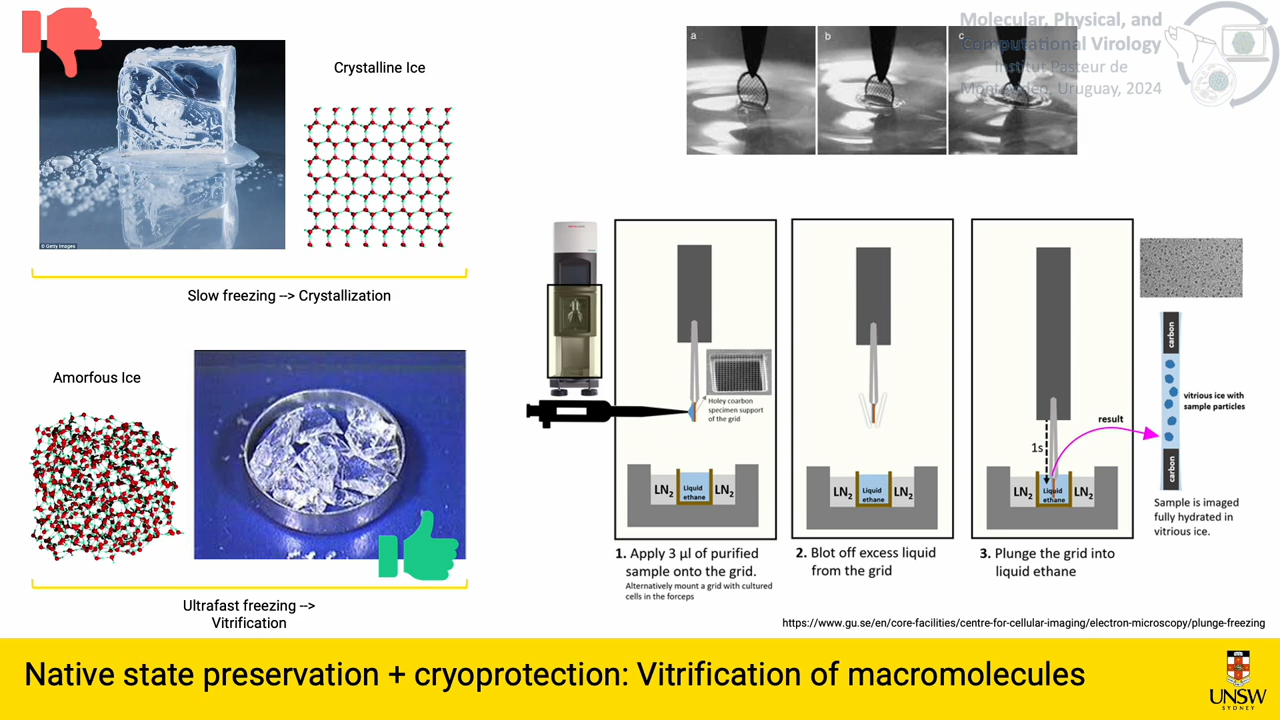 Crystalline Ice
© Getty Images
Slow freezing --> Crystallization
Amorfous Ice
Ultrafast freezing -->
Vitrification
a
b
c
Molecular, Physical, and
Computational Virology
Institut Pasteur de
Montevideo, Uruguay, 2024
Holey coarbon
specimen support
of the grid
LN2
Liquid
ethane
LN2
1. Apply 3 µl of purified
sample onto the grid.
Alternatively mount a grid with cultured
cells in the forceps
LN2
Liquid
ethane
LN2
2. Blot off excess liquid
from the grid
1s
LN2
Liquid
ethane
LN2
3. Plunge the grid into
liquid ethane
result
carbon
vitrious ice with
sample particles
carbon
Sample is imaged
fully hydrated in
vitrious ice.
https://www.gu.se/en/core-facilities/centre-for-cellular-imaging/electron-microscopy/plunge-freezing
Native state preservation + cryoprotection: Vitrification of macromolecules
UNSW
SYDNEY